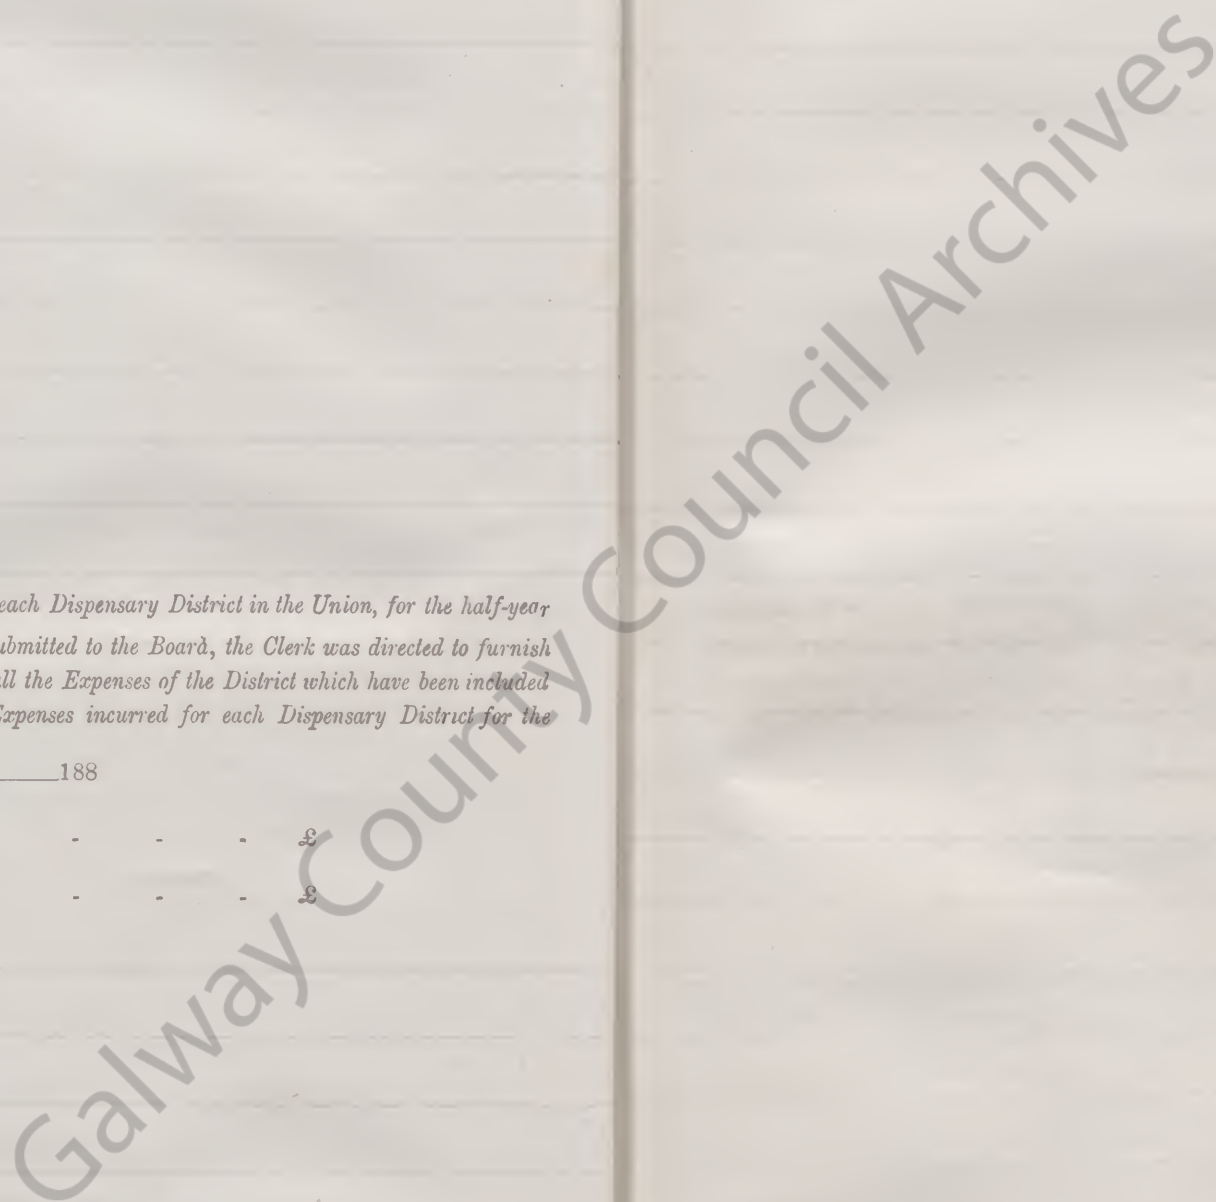 each Dispensary District in the Union, for the half-year
ubmitted to the Board, the Clerk was directed to furnish
ll the Expenses of the District which have been included
Expenses incurred for each Dispensary District for the
______188
- - - £
- - - £
Galway County Council Archives